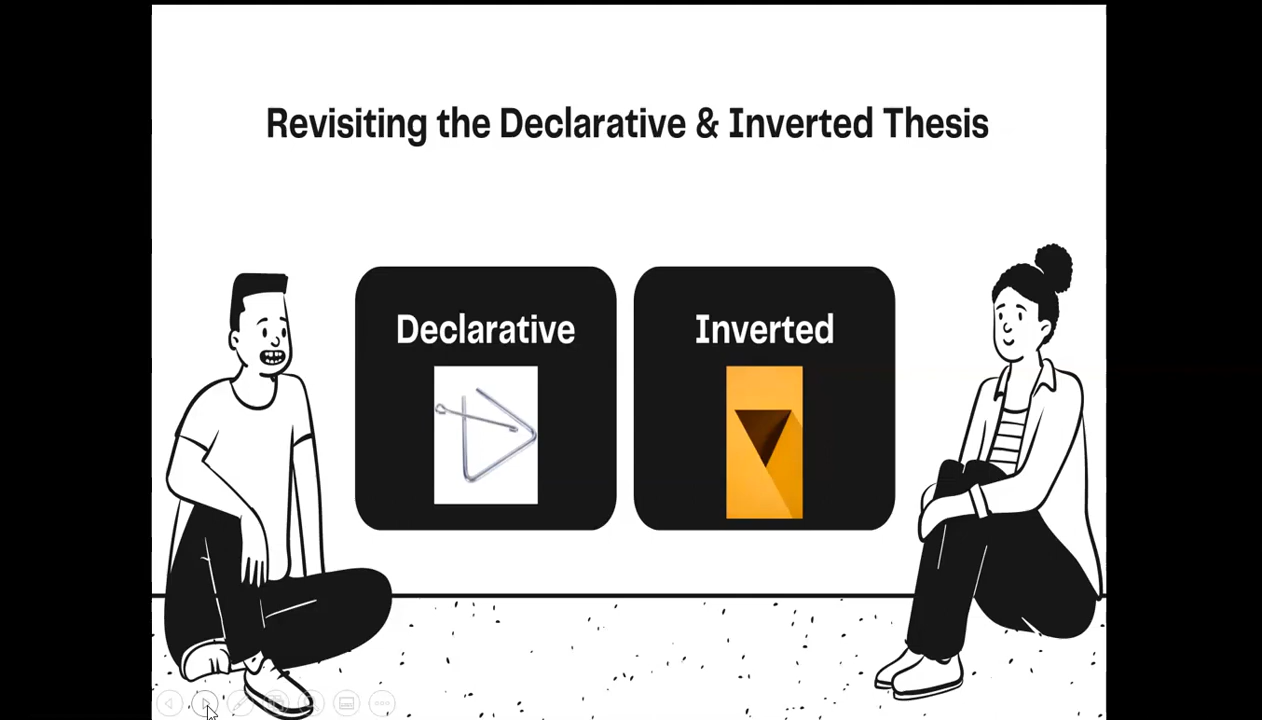 Revisiting the Declarative & Inverted Thesis
Declarative
Inverted